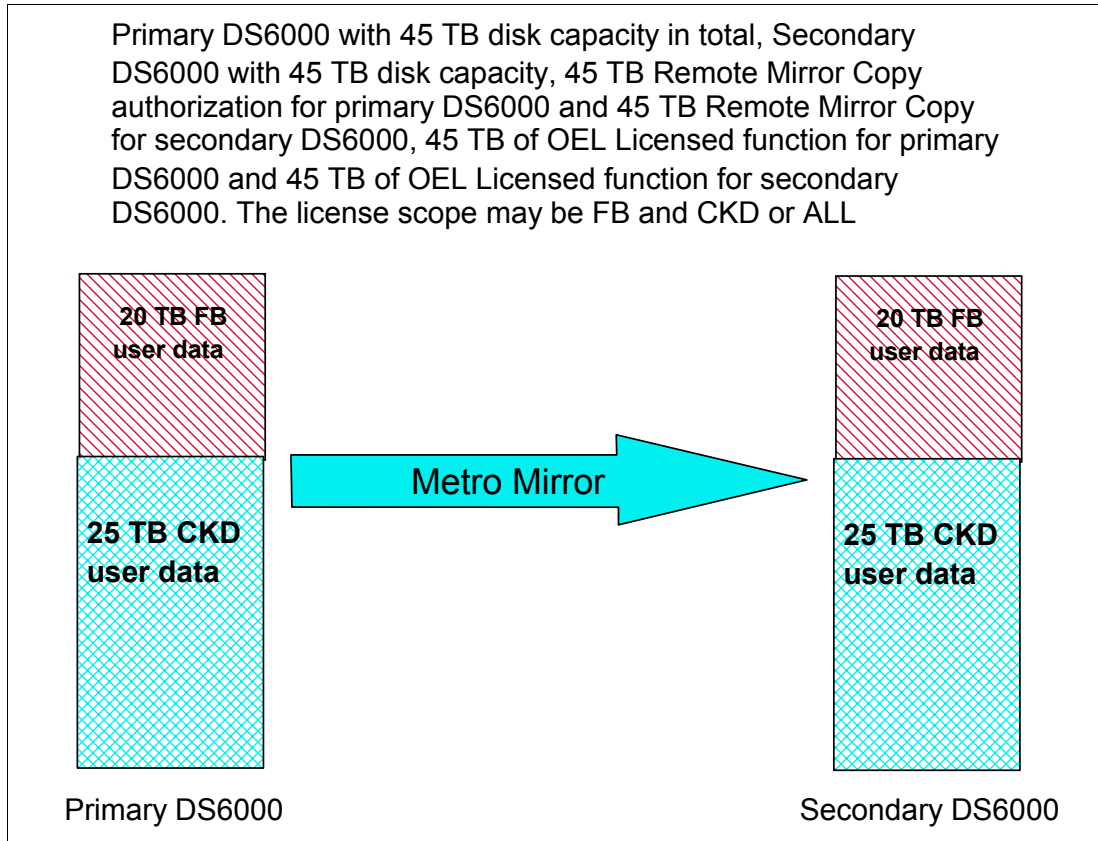 Primary DS6000 with 45 TB disk capacity in total, Secondary
DS6000 with 45 TB disk capacity, 45 TB Remote Mirror Copy
authorization for primary DS6000 and 45 TB Remote Mirror Copy
for secondary DS6000, 45 TB of OEL Licensed function for primary
DS6000 and 45 TB of OEL Licensed function for secondary
DS6000. The license scope may be FB and CKD or ALL
20 TB FB
user data
20 TB FB
user data
Metro Mirror
25 TB CKD
user data
25 TB CKD
user data
Primary DS6000
Secondary DS6000